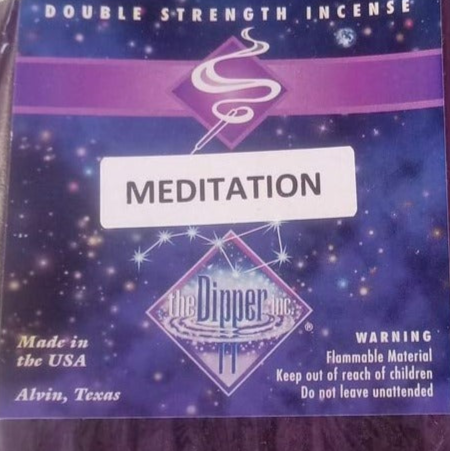 DOUBLE STRENGTH INCENSE
MEDITATION
the Dipper inc.®
Made in
the USA
Alvin, Texas
WARNING
Flammable Material
Keep out of reach of children
Do not leave unattended